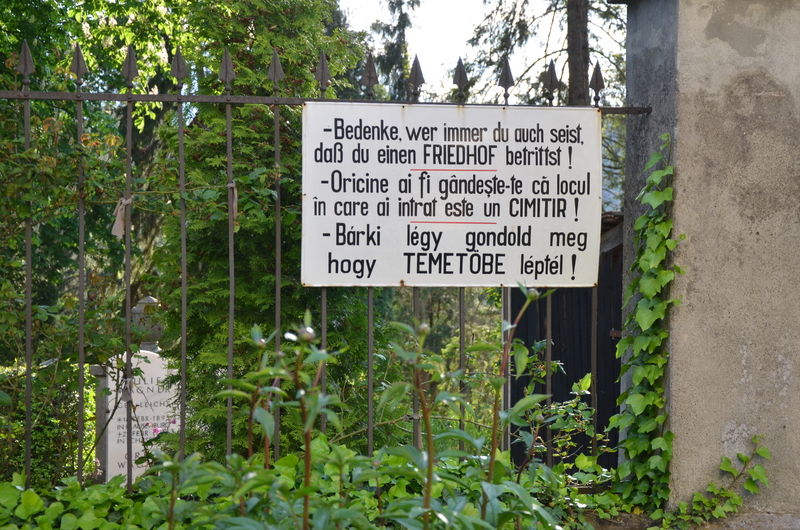 -Bedenke, wer immer du auch seist,
daß du einen FRIEDHOF betrittst !
-Oricine ai fi gândește-te că locul
în care ai intrat este un CIMITIR !
-Bárki légy gondold meg
hogy TEMETŐBE léptél !